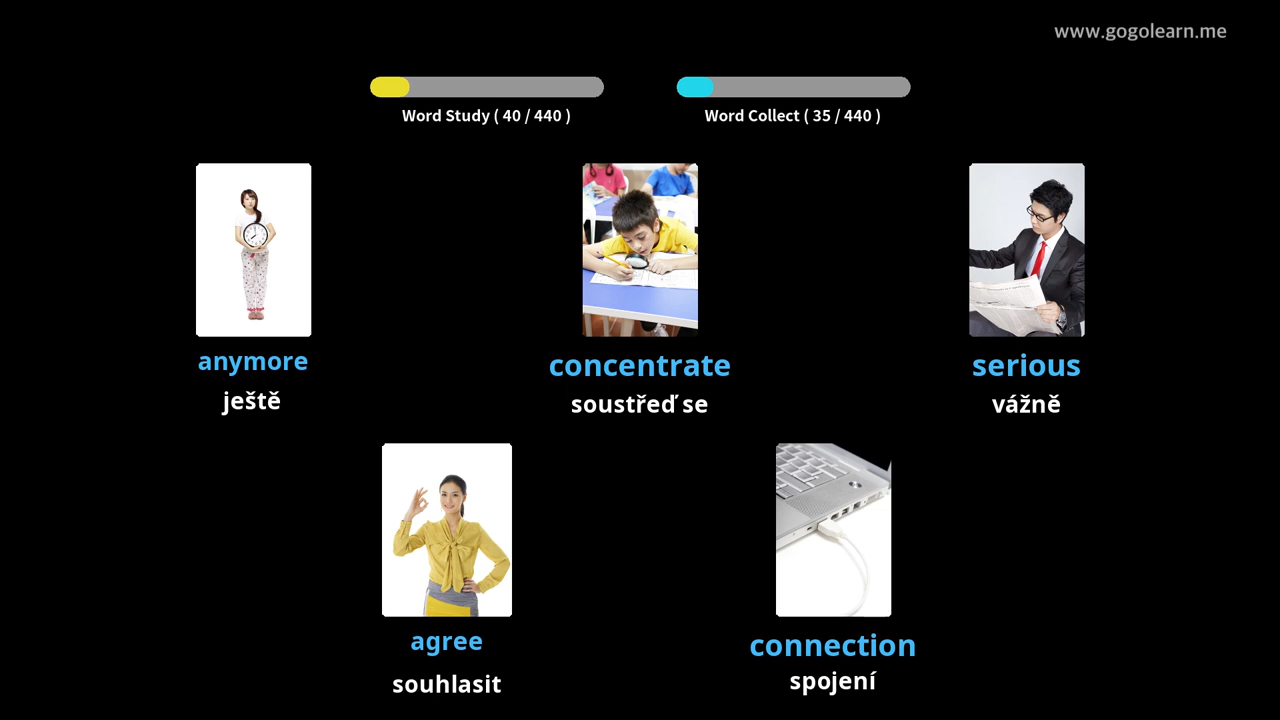 www.gogolearn.me
Word Study ( 40 / 440 )
Word Collect ( 35 / 440 )
anymore
ještě
concentrate
soustřeď se
serious
vážně
agree
souhlasit
connection
spojení